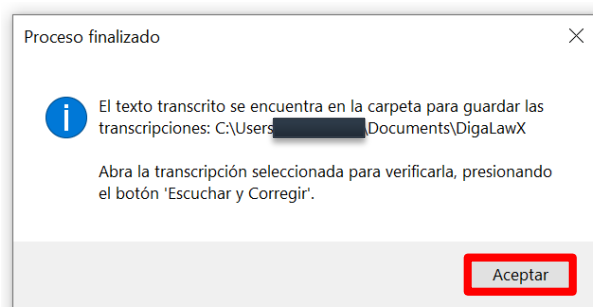 Proceso finalizado
El texto transcrito se encuentra en la carpeta para guardar las
transcripciones: C:\Users\Documents\DigaLawX
Abra la transcripción seleccionada para verificarla, presionando
el botón 'Escuchar y Corregir'.
Aceptar